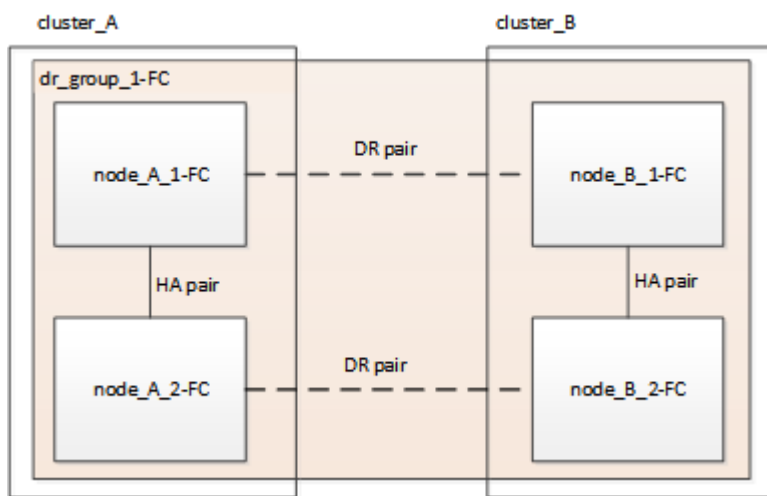 cluster_A
cluster_B
dr_group_1-FC
node_A_1-FC
DR pair
node_B_1-FC
HA pair
HA pair
node_A_2-FC
DR pair
node_B_2-FC